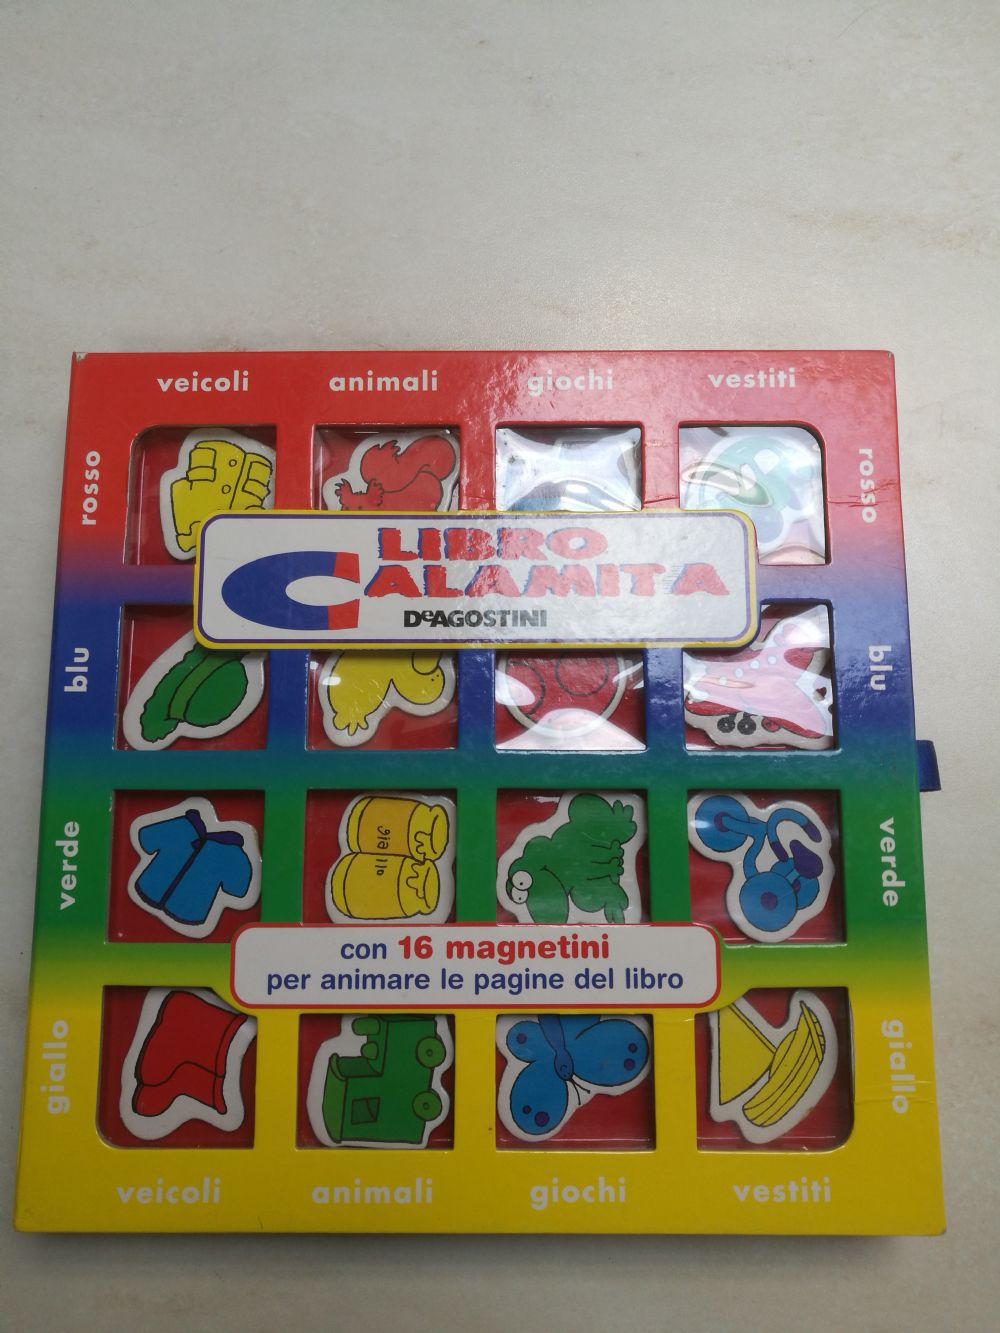 veicoli animali giochi vestiti
rosso
rosso
LIBRO
CALAMITA
DeAGOSTINI
blu
blu
verde
giallo
verde
con 16 magnetini
per animare le pagine del libro
giallo
giallo
veicoli animali giochi vestiti